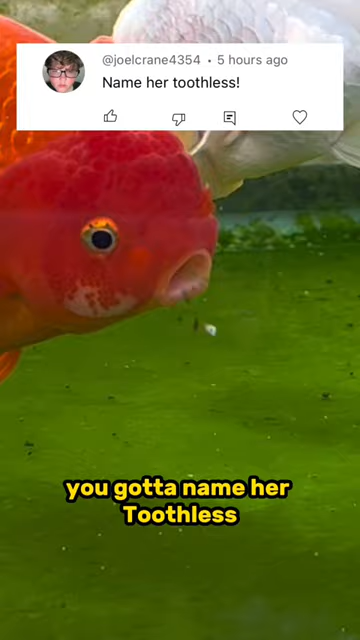 @joelcrane4354 • 5 hours ago
Name her toothless!
you gotta name her
Toothless